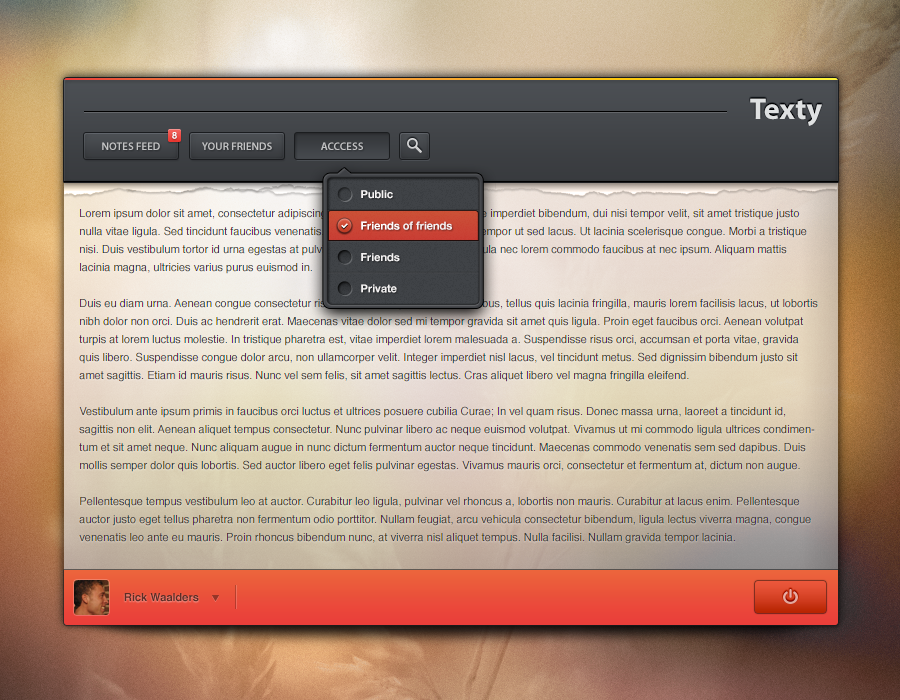 Texty
NOTES FEED 8 YOUR FRIENDS ACCCESS
Public
Friends of friends
Friends
Private
Lorem ipsum dolor sit amet, consectetur adipiscing e imperdiet bibendum, dui nisi tempor velit, sit amet tristique justo
nulla vitae ligula. Sed tincidunt faucibus venenatis empor ut sed lacus. Ut lacinia scelerisque congue. Morbi a tristique
nisi. Duis vestibulum tortor id urna egestas at pulv ula nec lorem commodo faucibus at nec ipsum. Aliquam mattis
lacinia magna, ultricies varius purus euismod in.
Duis eu diam urna. Aenean congue consectetur ris bus, tellus quis lacinia fringilla, mauris lorem facilisis lacus, ut lobortis
nibh dolor non orci. Duis ac hendrerit erat. Maecenas vitae dolor sed mi tempor gravida sit amet quis ligula. Proin eget faucibus orci. Aenean volutpat
turpis at lorem luctus molestie. In tristique pharetra est, vitae imperdiet lorem malesuada a. Suspendisse risus orci, accumsan et porta vitae, gravida
quis libero. Suspendisse congue dolor arcu, non ullamcorper velit. Integer imperdiet nisl lacus, vel tincidunt metus. Sed dignissim bibendum justo sit
amet sagittis. Etiam id mauris risus. Nunc vel sem felis, sit amet sagittis lectus. Cras aliquet libero vel magna fringilla eleifend.
Vestibulum ante ipsum primis in faucibus orci luctus et ultrices posuere cubilia Curae; In vel quam risus. Donec massa urna, laoreet a tincidunt id,
sagittis non elit. Aenean aliquet tempus consectetur. Nunc pulvinar libero ac neque euismod volutpat. Vivamus ut mi commodo ligula ultrices condimen-
tum et sit amet neque. Nunc aliquam augue in nunc dictum fermentum auctor neque tincidunt. Maecenas commodo venenatis sem sed dapibus. Duis
mollis semper dolor quis lobortis. Sed auctor libero eget felis pulvinar egestas. Vivamus mauris orci, consectetur et fermentum at, dictum non augue.
Pellentesque tempus vestibulum leo at auctor. Curabitur leo ligula, pulvinar vel rhoncus a, lobortis non mauris. Curabitur at lacus enim. Pellentesque
auctor justo eget tellus pharetra non fermentum odio porttitor. Nullam feugiat, arcu vehicula consectetur bibendum, ligula lectus viverra magna, congue
venenatis leo ante eu mauris. Proin rhoncus bibendum nunc, at viverra nisl aliquet tempus. Nulla facilisi. Nullam gravida tempor lacinia.
Rick Waalders